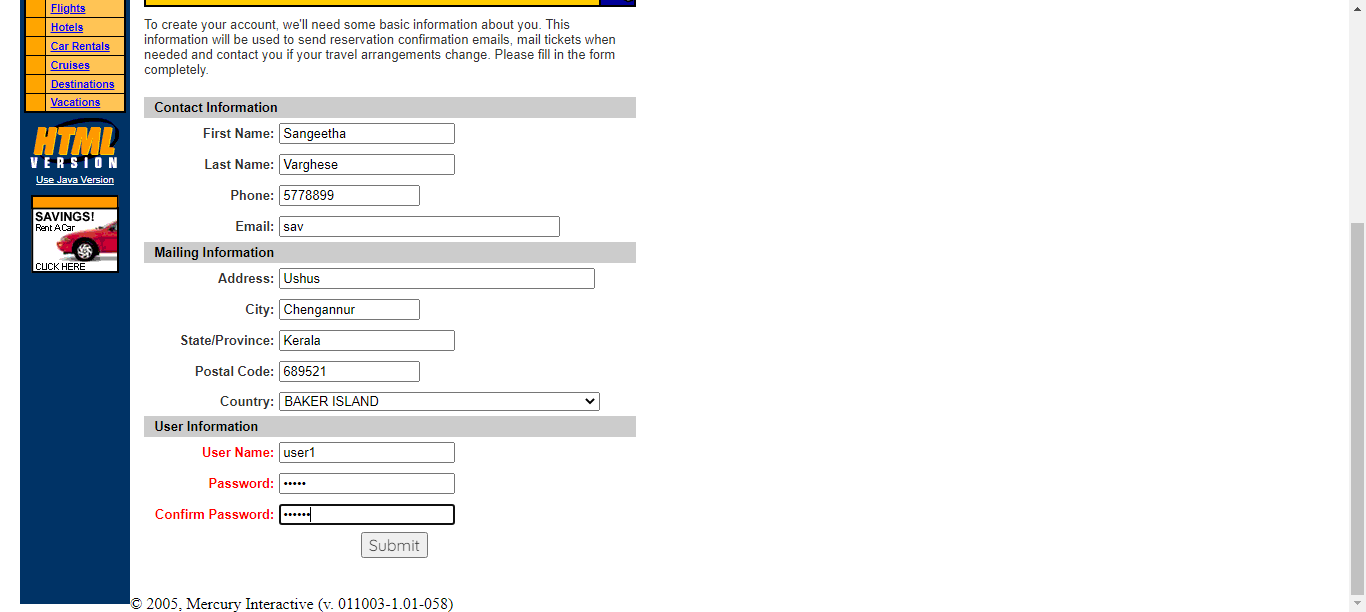 Flights
Hotels
Car Rentals
Cruises
Destinations
Vacations
HTML
VERSION
Use Java Version
SAVINGS!
Rent A Car
CLICK HERE
To create your account, we'll need some basic information about you. This
information will be used to send reservation confirmation emails, mail tickets when
needed and contact you if your travel arrangements change. Please fill in the form
completely.
Contact Information
First Name: Sangeetha
Last Name: Varghese
Phone: 5778899
Email: sav
Mailing Information
Address: Ushus
City: Chengannur
State/Province: Kerala
Postal Code: 689521
Country: BAKER ISLAND
User Information
User Name: user1
Password: •••••
Confirm Password: ••••••
Submit
© 2005, Mercury Interactive (v. 011003-1.01-058)